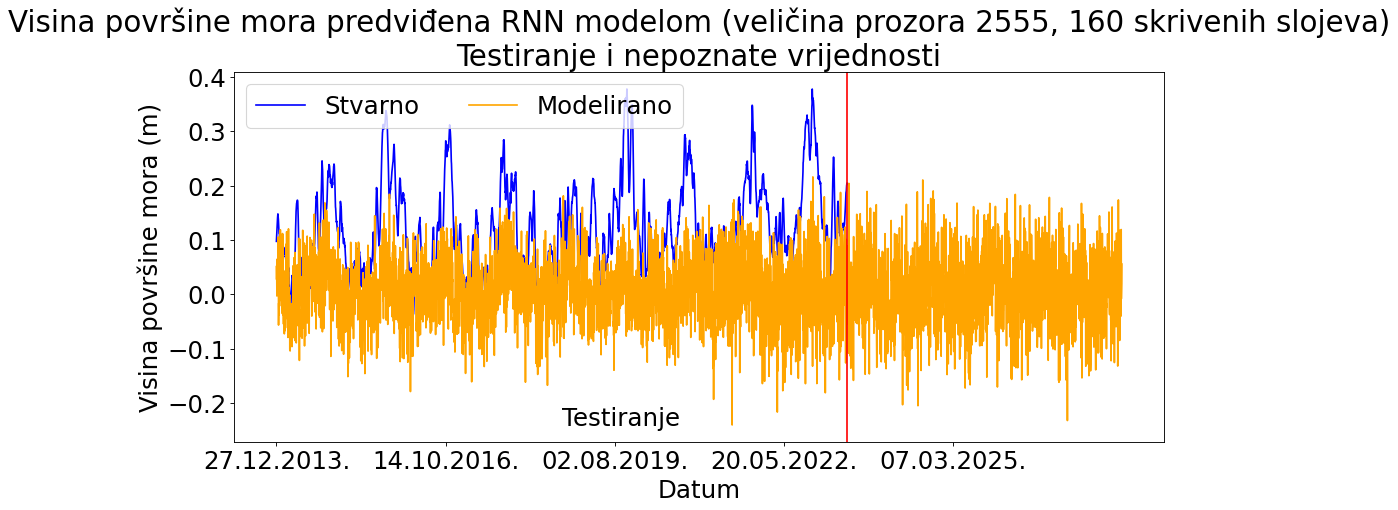 Visina površine mora predviđena RNN modelom (veličina prozora 2555, 160 skrivenih slojeva)
Testiranje i nepoznate vrijednosti
Stvarno
Modelirano
Visina površine mora (m)
0.4
0.3
0.2
0.1
0.0
−0.1
−0.2
Testiranje
27.12.2013.
14.10.2016.
02.08.2019.
20.05.2022.
07.03.2025.
Datum